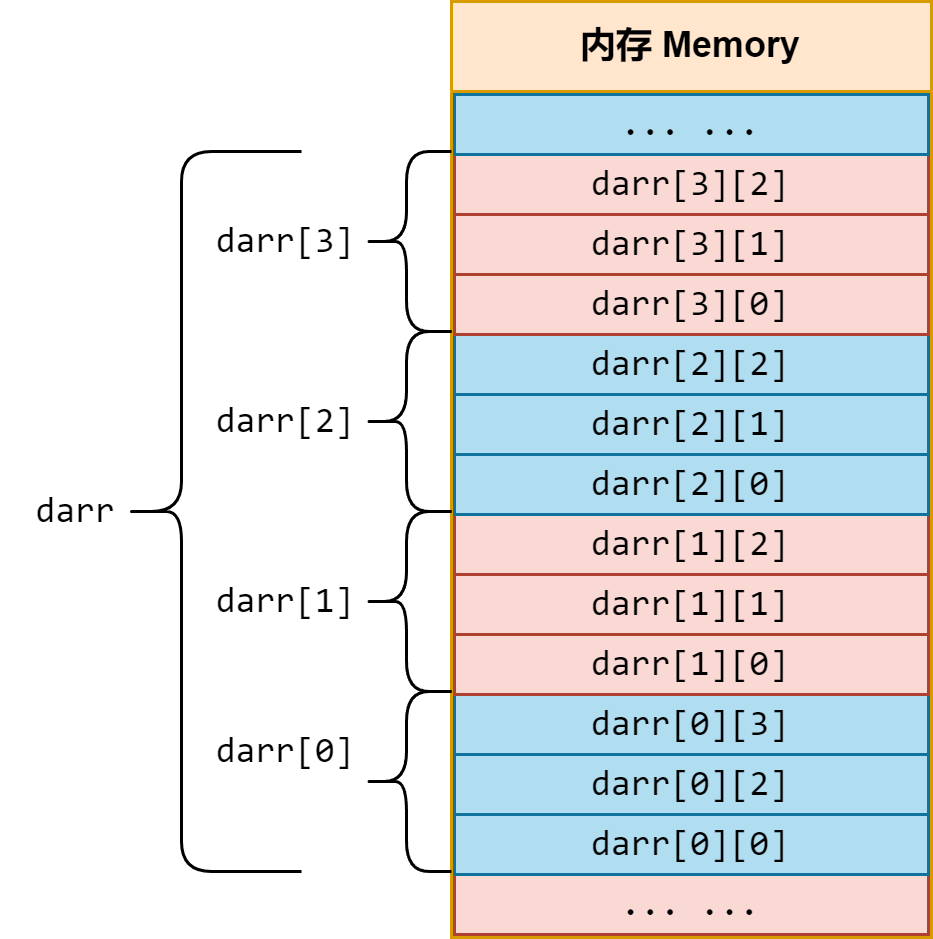 内存 Memory
... ...
darr[3][2]
darr[3]
darr[3][1]
darr[3][0]
darr[2][2]
darr[2]
darr[2][1]
darr[2][0]
darr
darr[1][2]
darr[1]
darr[1][1]
darr[1][0]
darr[0][3]
darr[0]
darr[0][2]
darr[0][0]
... ...